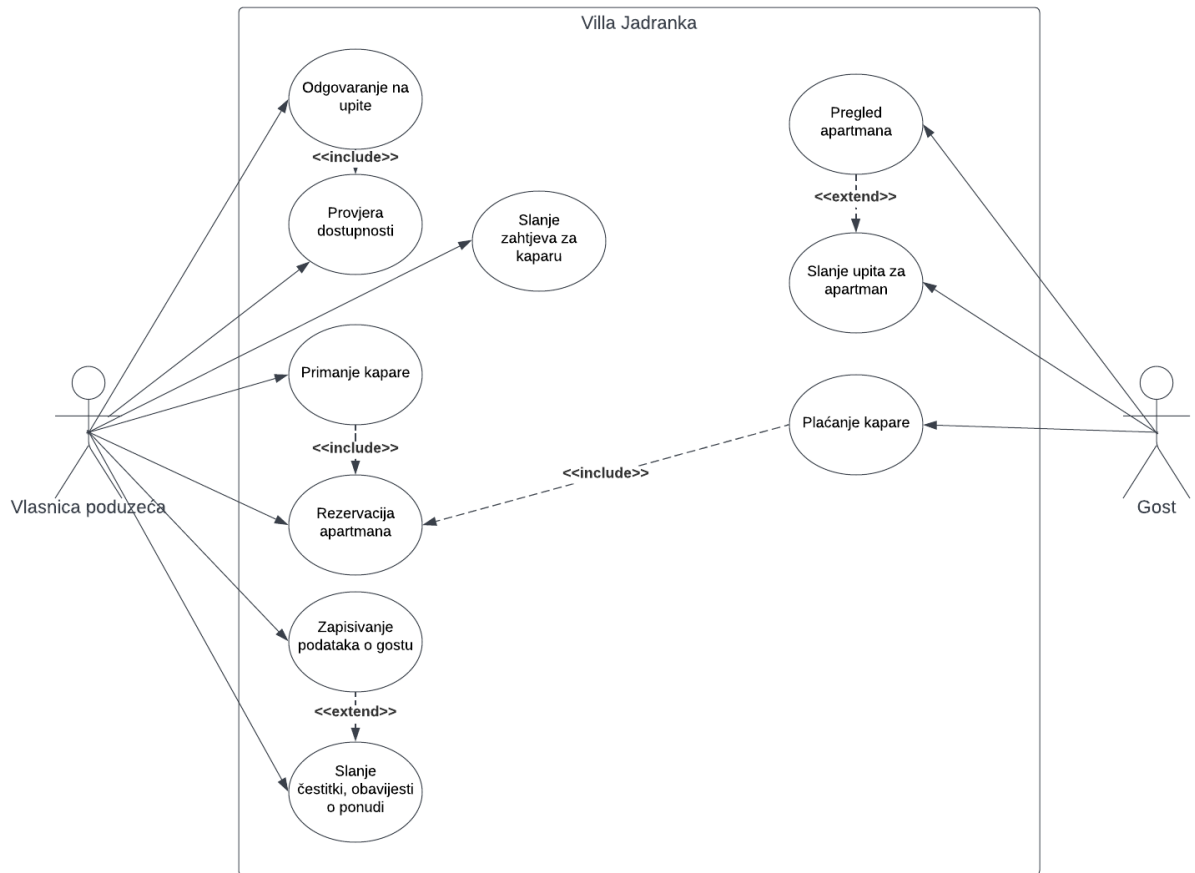 Villa Jadranka
Odgovaranje na
upite
<<include>>
Provjera
dostupnosti
Slanje
zahtjeva za
kaparu
Primanje kapare
<<include>>
Rezervacija
apartmana
Zapisivanje
podataka o gostu
<<extend>>
Slanje
čestitki, obavijesti
o ponudi
Vlasnica poduzeća
<<include>>
Pregled
apartmana
<<extend>>
Slanje upita za
apartman
Plaćanje kapare
Gost